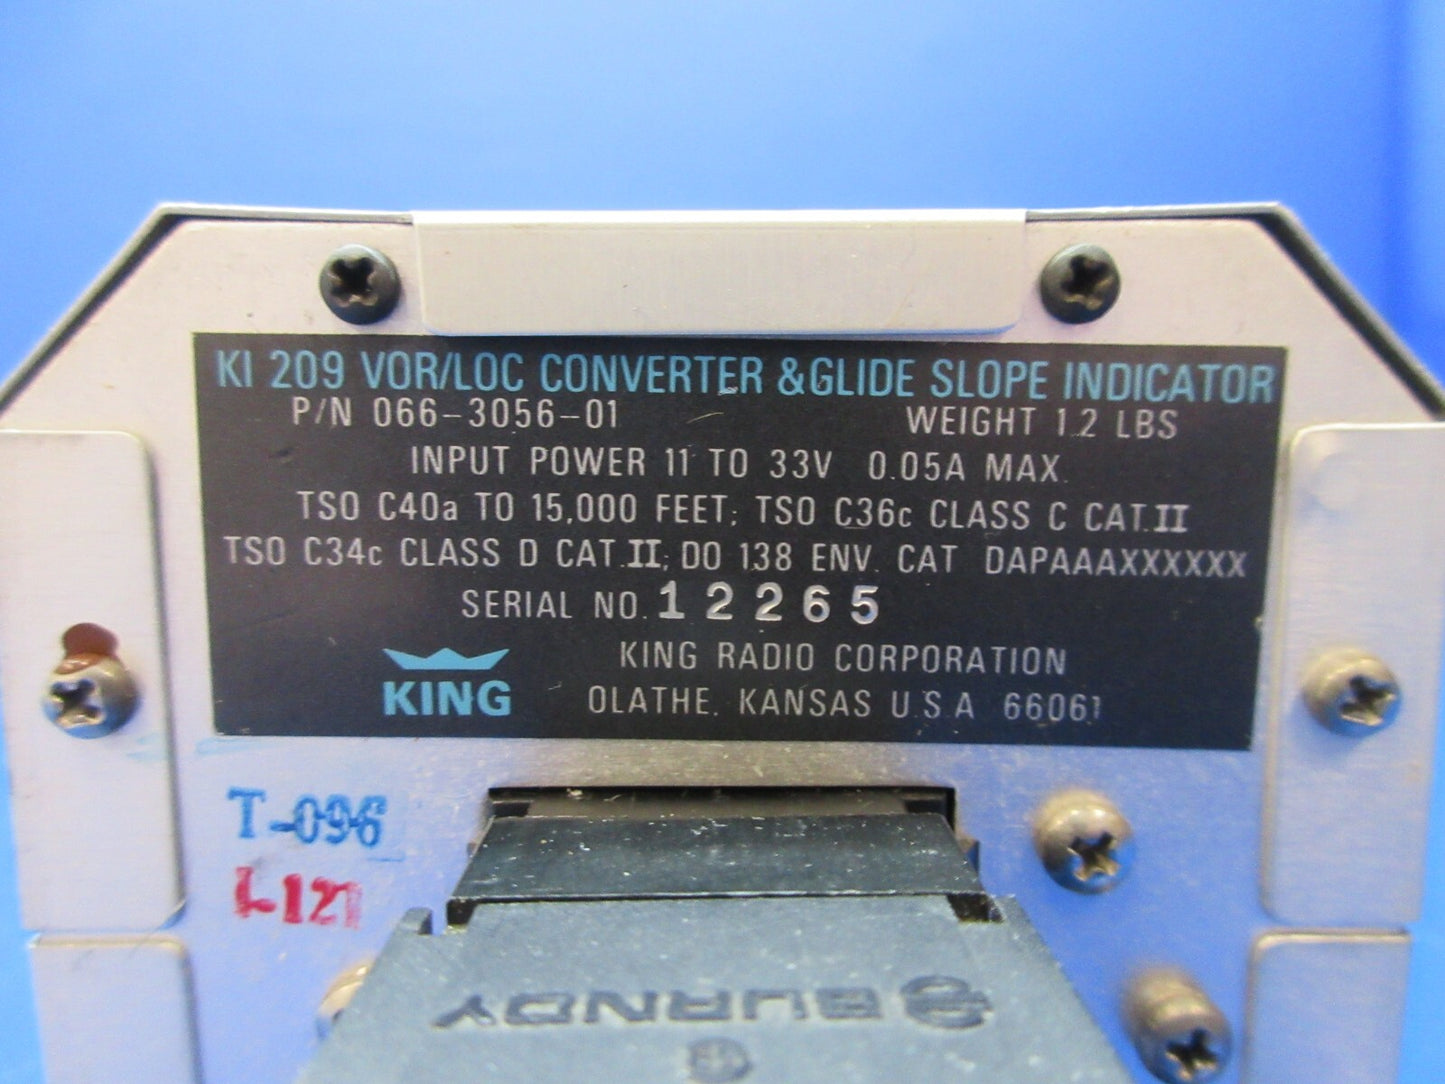 KI 209 VOR/LOC CONVERTER &GLIDE SLOPE INDICATOR
P/N 066-3056-01 WEIGHT 1.2 LBS
INPUT POWER 11 TO 33V 0.05A MAX.
TSO C40a TO 15,000 FEET; TSO C36c CLASS C CAT.II
TSO C34c CLASS D CAT.II; DO 138 ENV. CAT DAPAAAXXXXXX
SERIAL NO. 12265
KING
KING RADIO CORPORATION
OLATHE, KANSAS U.S.A 66061
T-096
L121
BURNDY